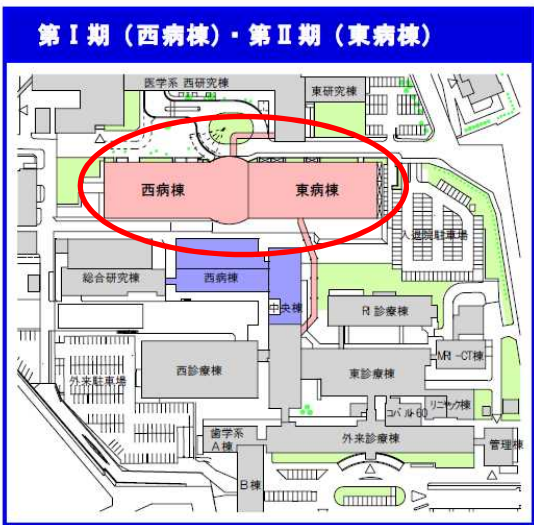 第Ⅰ期（西病棟）・第Ⅱ期（東病棟）
医学系 西研究棟
東研究棟
西病棟
東病棟
入退院駐車場
総合研究棟
西病棟
中央棟
RI 診療棟
MRI-CT棟
西診療棟
東診療棟
外来駐車場
コバルト60
リニヤック棟
歯学系
A棟
外来診療棟
管理棟
B棟